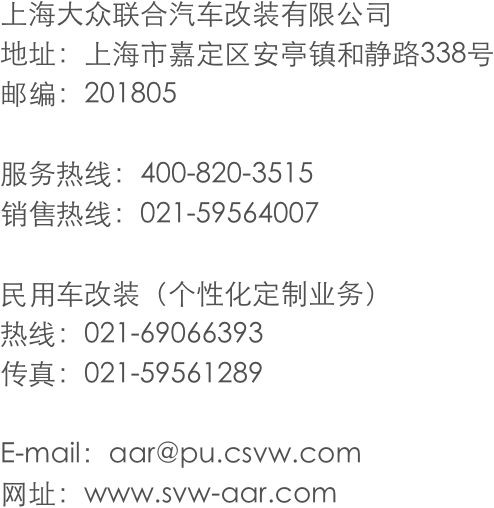 上海大众联合汽车改装有限公司
地址：上海市嘉定区安亭镇和静路338号
邮编：201805
服务热线：400-820-3515
销售热线：021-59564007
民用车改装（个性化定制业务）
热线：021-69066393
传真：021-59561289
E-mail：aar@pu.csvw.com
网址：www.svw-aar.com